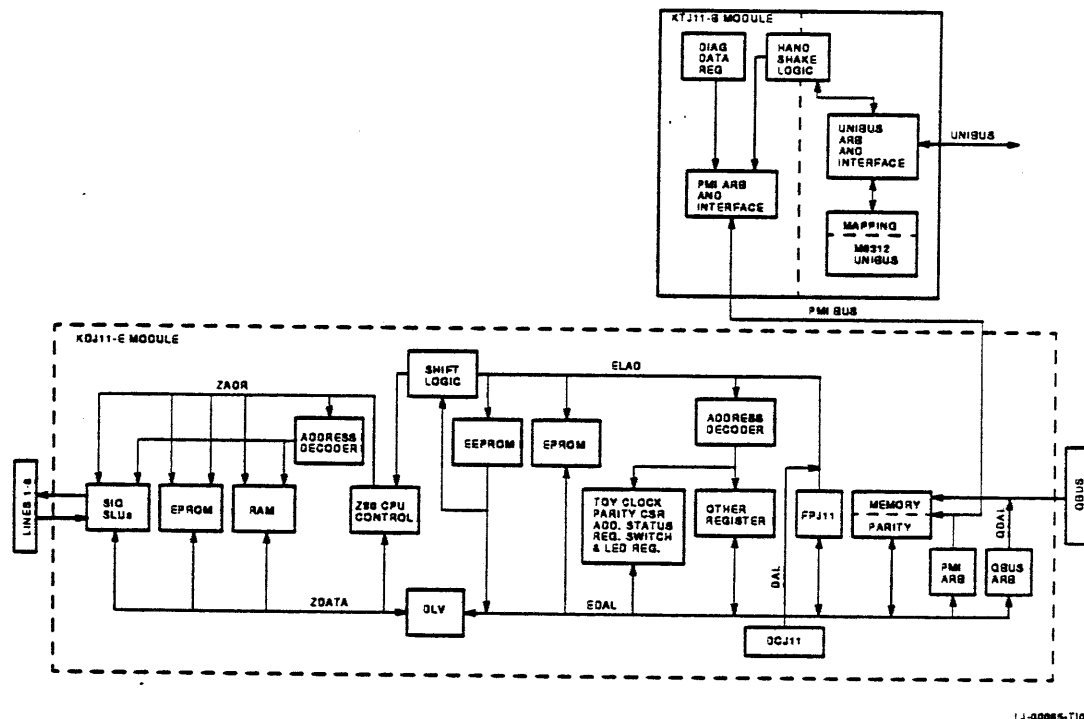 KTJ11-B MODULE
DIAG
DATA
REG
HAND
SHAKE
LOGIC
UNIBUS
ARB
AND
INTERFACE
UNIBUS
PMI ARB
AND
INTERFACE
MAPPING
M8312
UNIBUS
PMI BUS
KDJ11-E MODULE
SHIFT
LOGIC
ELAD
ZADR
ADDRESS
DECODER
EEPROM
EPROM
ADDRESS
DECODER
LINES 1-8
SIO
SLUs
EPROM
RAM
Z80 CPU
CONTROL
TOY CLOCK
PARITY CSR
ADD. STATUS
REG. SWITCH
& LED REG.
OTHER
REGISTER
FPJ11
MEMORY
PARITY
QDAL
QBUS
DAL
PMI
ARB
QBUS
ARB
ZDATA
DLV
EDAL
DCJ11
LJ-00065-TI0